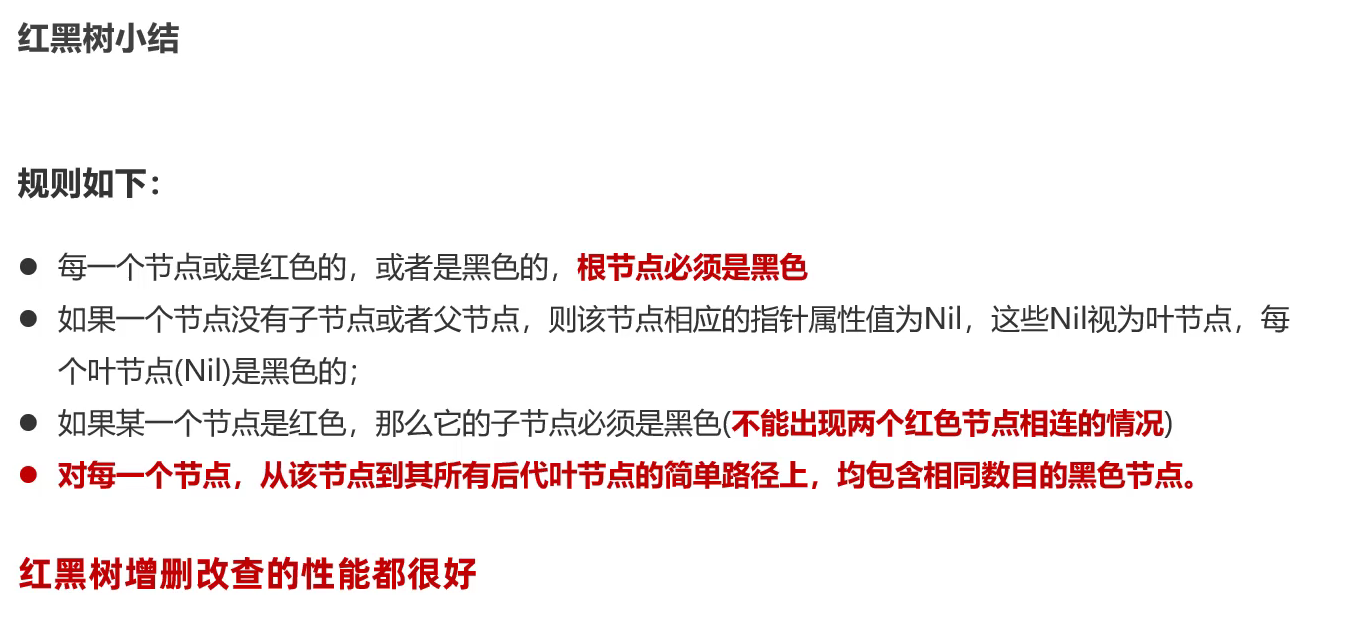 红黑树小结
规则如下：
● 每一个节点或是红色的，或者是黑色的，根节点必须是黑色
● 如果一个节点没有子节点或者父节点，则该节点相应的指针属性值为Nil，这些Nil视为叶节点，每
个叶节点(Nil)是黑色的；
● 如果某一个节点是红色，那么它的子节点必须是黑色(不能出现两个红色节点相连的情况)
● 对每一个节点，从该节点到其所有后代叶节点的简单路径上，均包含相同数目的黑色节点。
红黑树增删改查的性能都很好